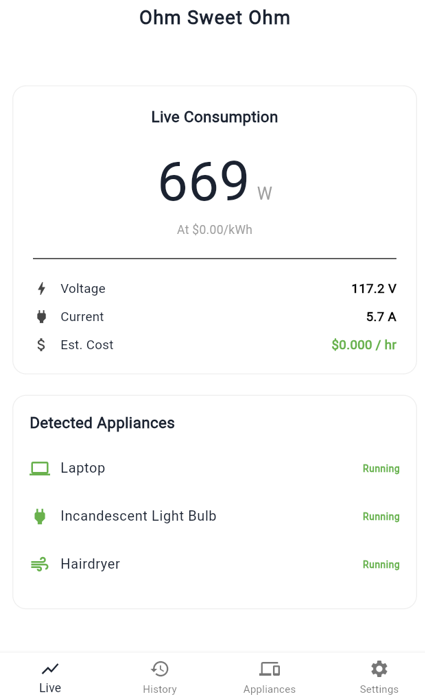 Ohm Sweet Ohm
Live Consumption
669 W
At $0.00/kWh
Voltage 117.2 V
Current 5.7 A
Est. Cost $0.000 / hr
Detected Appliances
Laptop Running
Incandescent Light Bulb Running
Hairdryer Running
Live History Appliances Settings